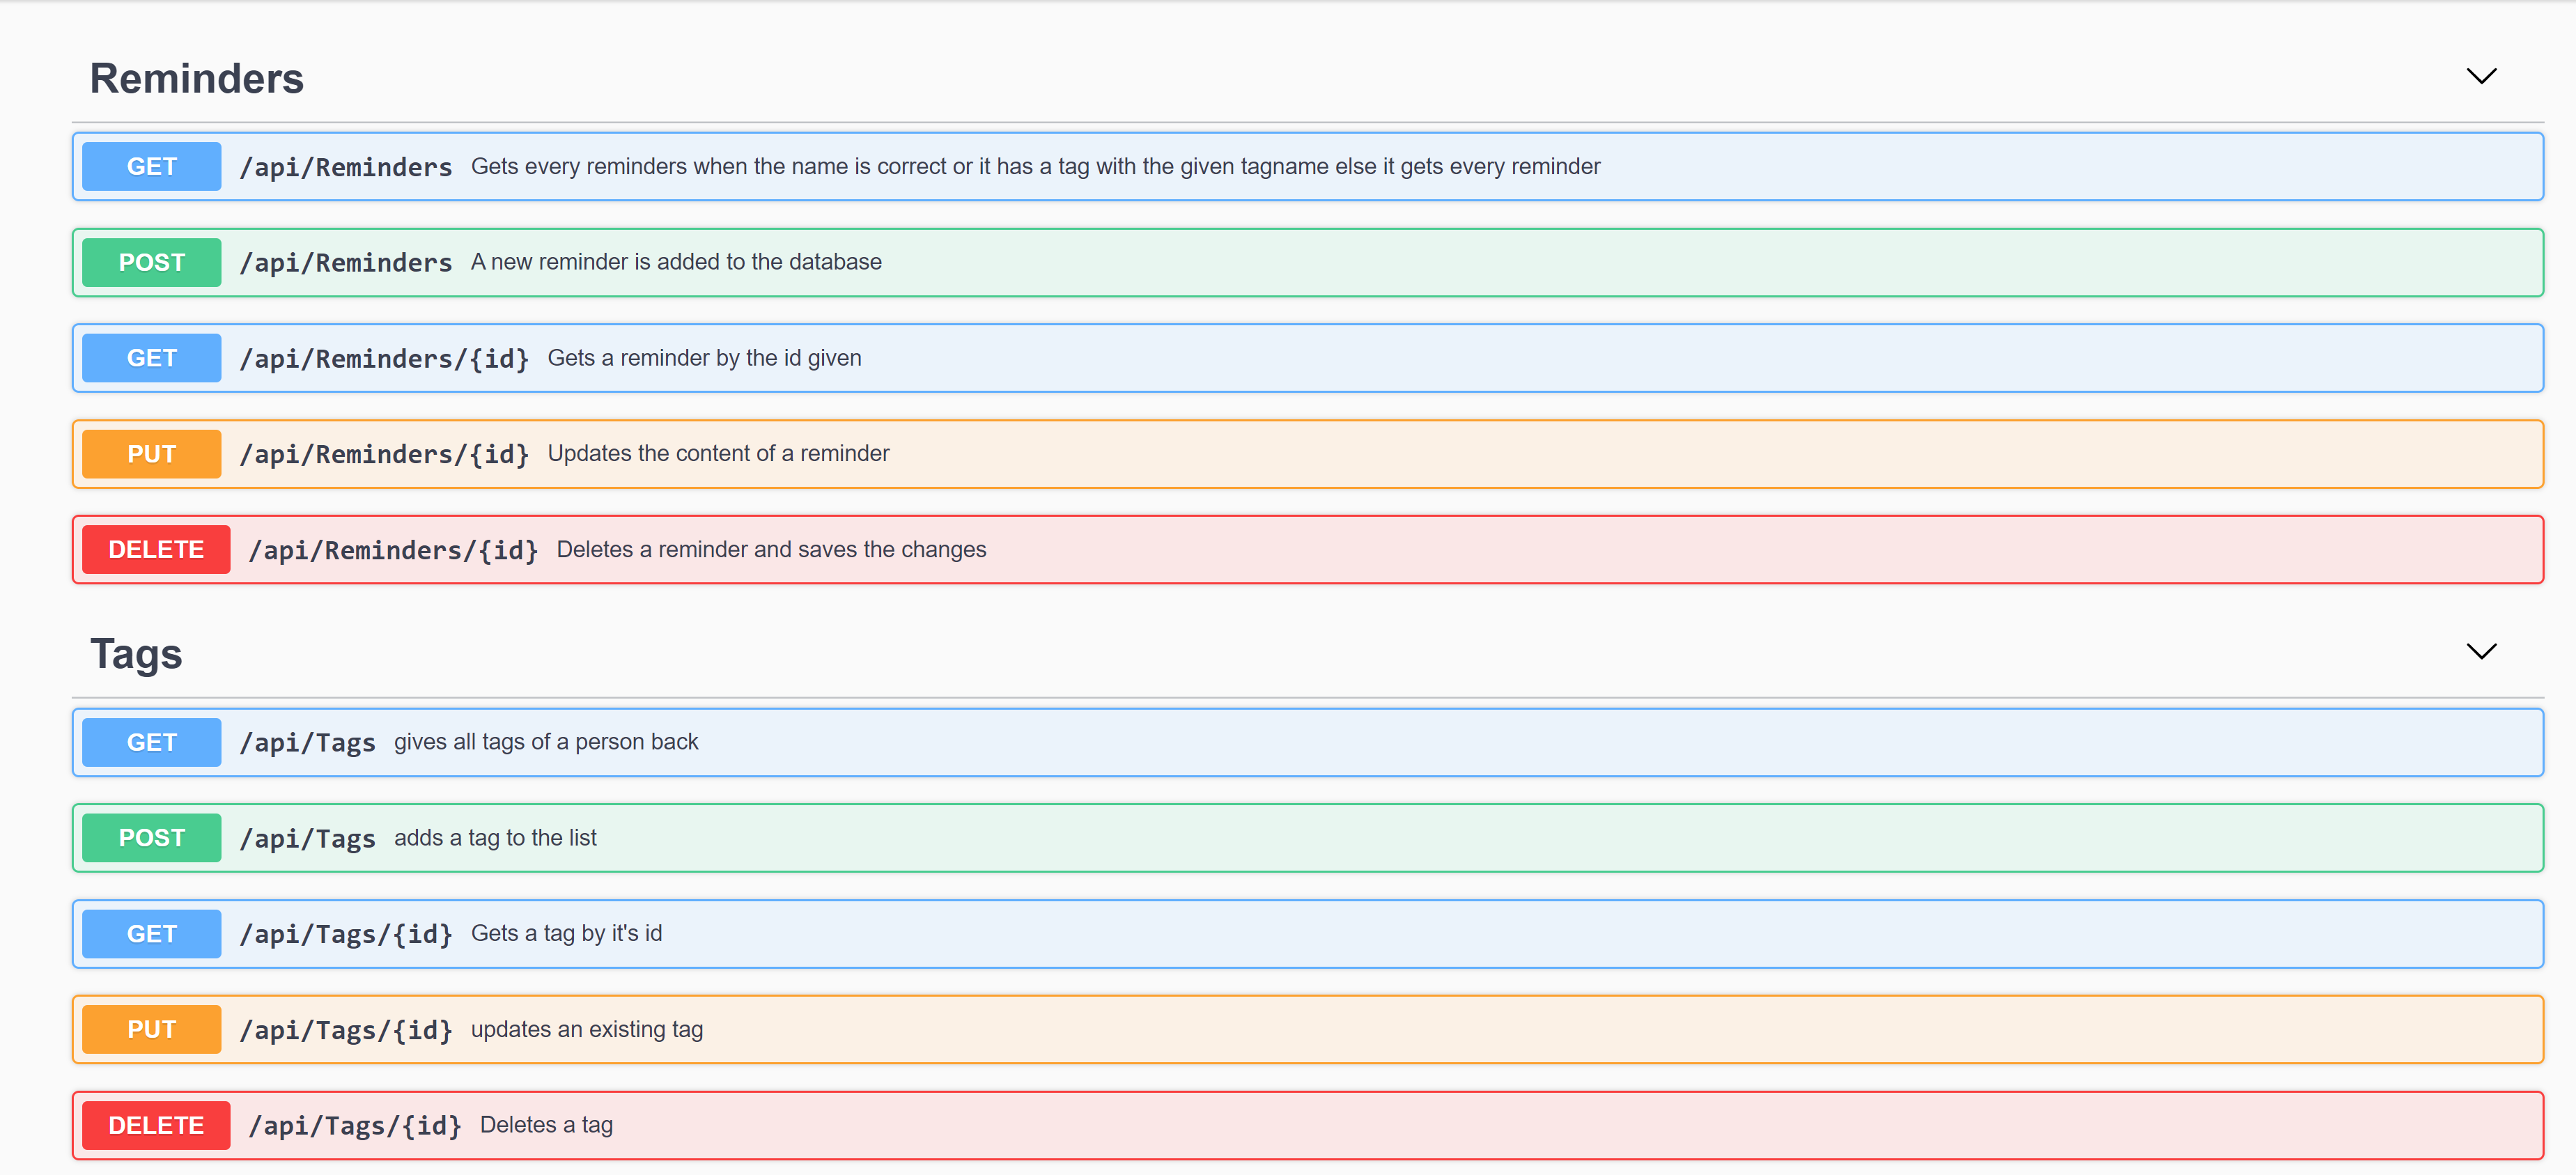 Reminders
GET /api/Reminders Gets every reminders when the name is correct or it has a tag with the given tagname else it gets every reminder
POST /api/Reminders A new reminder is added to the database
GET /api/Reminders/{id} Gets a reminder by the id given
PUT /api/Reminders/{id} Updates the content of a reminder
DELETE /api/Reminders/{id} Deletes a reminder and saves the changes
Tags
GET /api/Tags gives all tags of a person back
POST /api/Tags adds a tag to the list
GET /api/Tags/{id} Gets a tag by it's id
PUT /api/Tags/{id} updates an existing tag
DELETE /api/Tags/{id} Deletes a tag